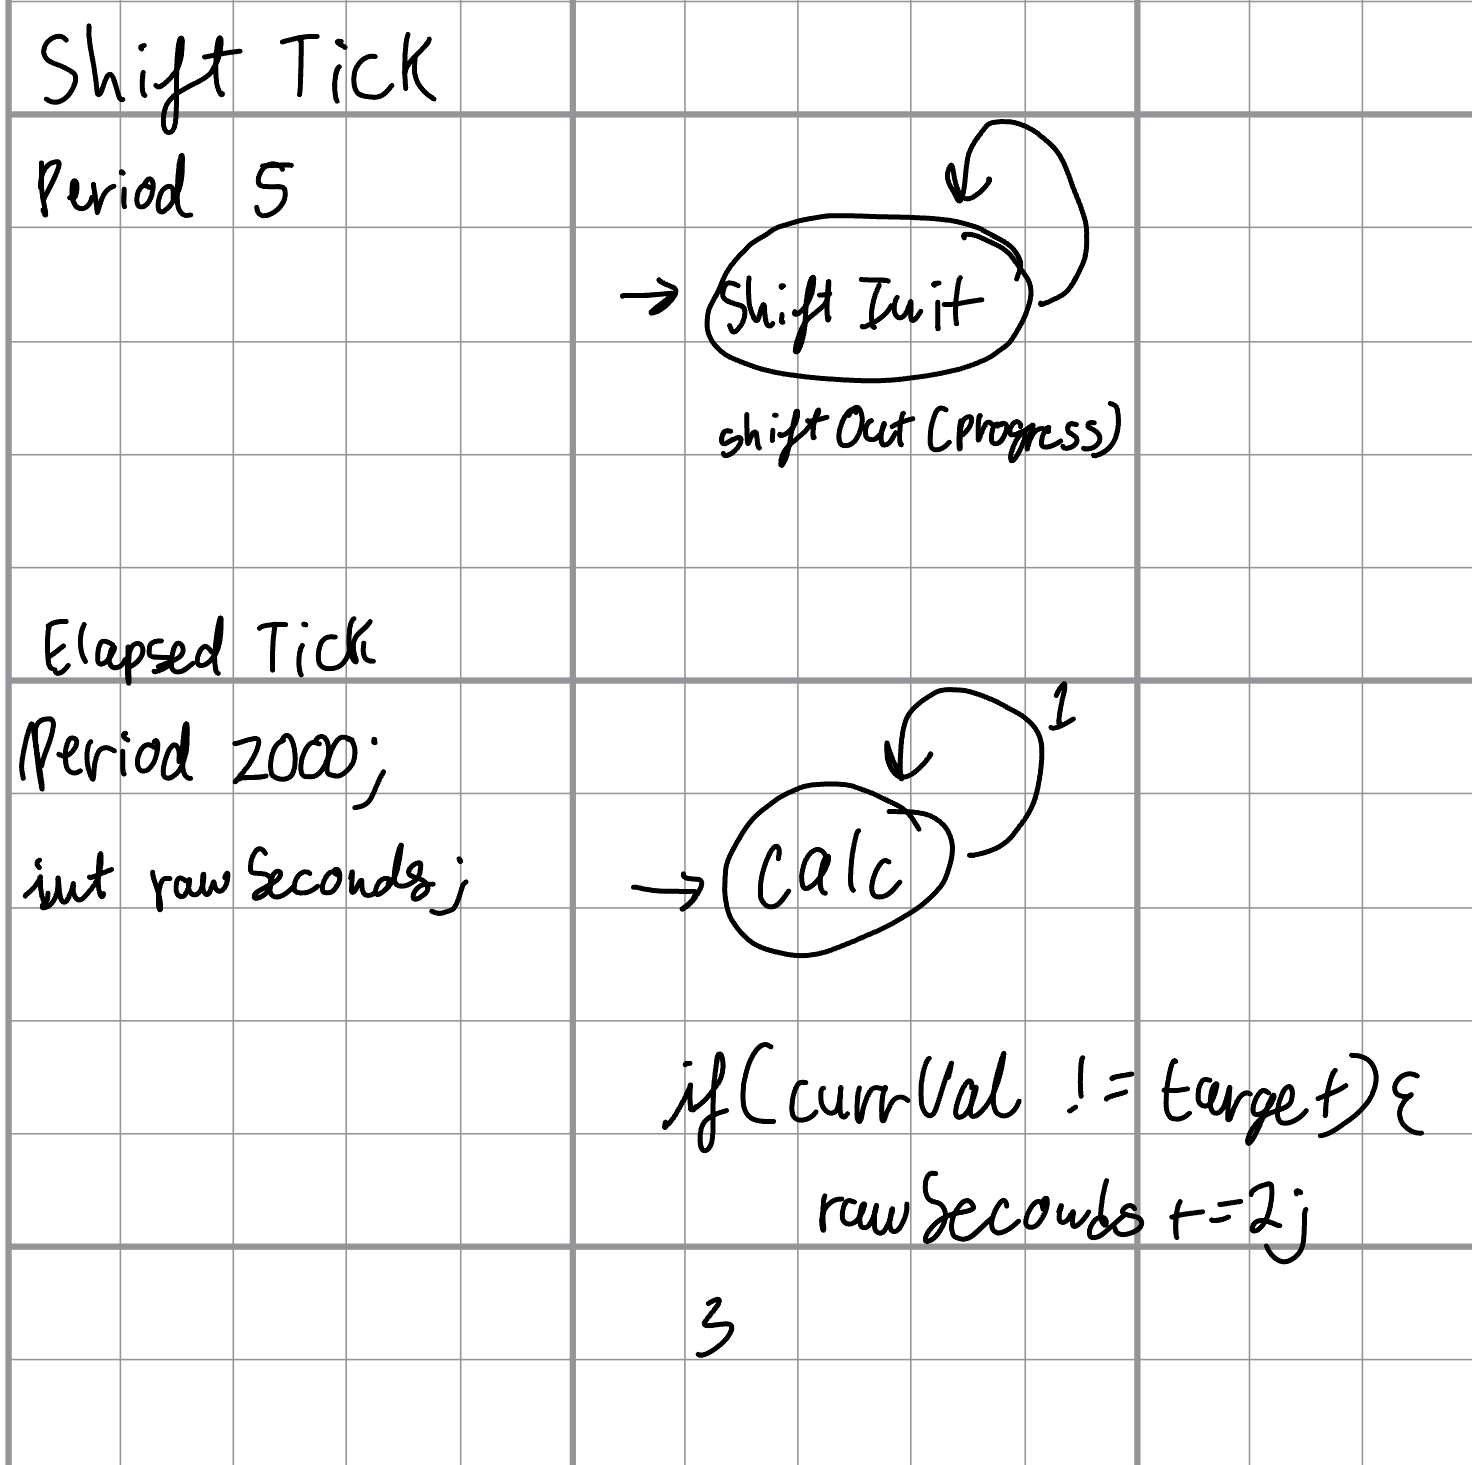 Shift Tick
Period 5
Shift Init
shiftOut(progress)
Elapsed Tick
Period 2000;
1
int rawSeconds;
Calc
if(currVal != target){
rawSeconds +=2;
}